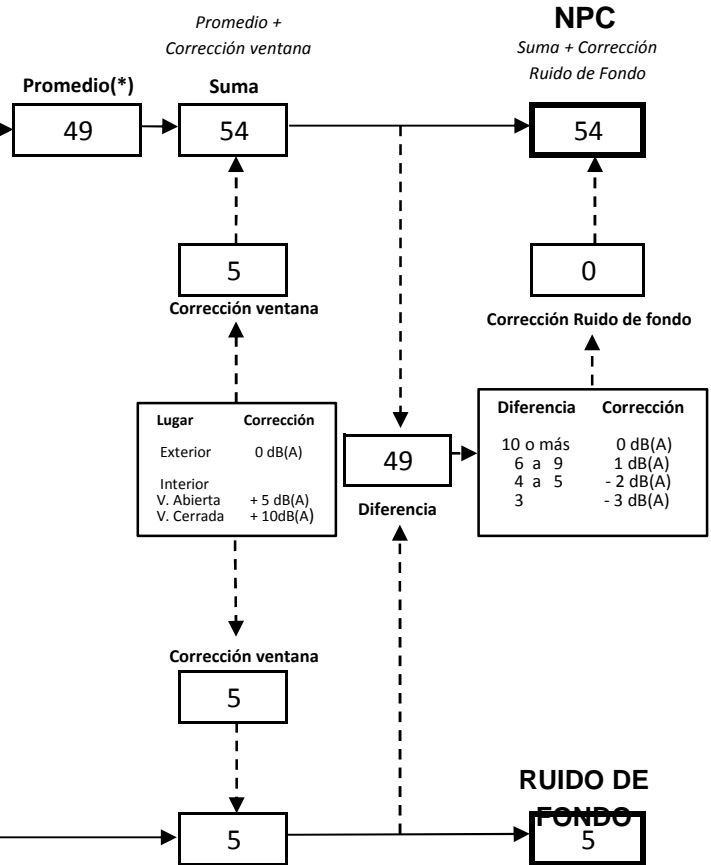 Promedio +
Corrección ventana
NPC
Suma + Corrección
Ruido de Fondo
Promedio(*)
Suma
49
54
54
5
0
Corrección ventana
Corrección Ruido de fondo
Lugar Corrección
Exterior 0 dB(A)
Interior
V. Abierta + 5 dB(A)
V. Cerrada + 10dB(A)
49
Diferencia
Diferencia Corrección
10 o más 0 dB(A)
6 a 9 1 dB(A)
4 a 5 - 2 dB(A)
3 - 3 dB(A)
Corrección ventana
5
RUIDO DE
FONDO
5
5